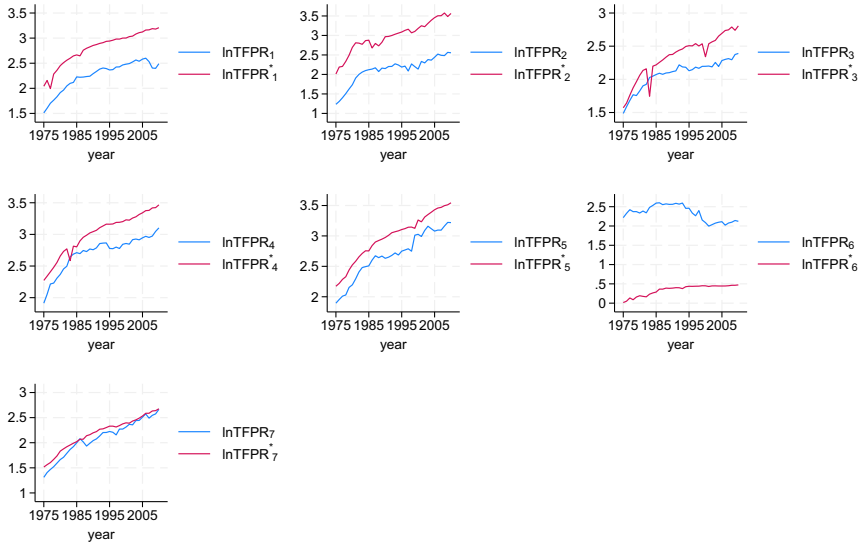 3.5
3
2.5
2
1.5
1975 1985 1995 2005
year
lnTFPR₁
lnTFPR*₁
3.5
3
2.5
2
1.5
1
1975 1985 1995 2005
year
lnTFPR₂
lnTFPR*₂
3
2.5
2
1.5
1975 1985 1995 2005
year
lnTFPR₃
lnTFPR*₃
3.5
3
2.5
2
1975 1985 1995 2005
year
lnTFPR₄
lnTFPR*₄
3.5
3
2.5
2
1975 1985 1995 2005
year
lnTFPR₅
lnTFPR*₅
2.5
2
1.5
1
.5
0
1975 1985 1995 2005
year
lnTFPR₆
lnTFPR*₆
3
2.5
2
1.5
1
1975 1985 1995 2005
year
lnTFPR₇
lnTFPR*₇